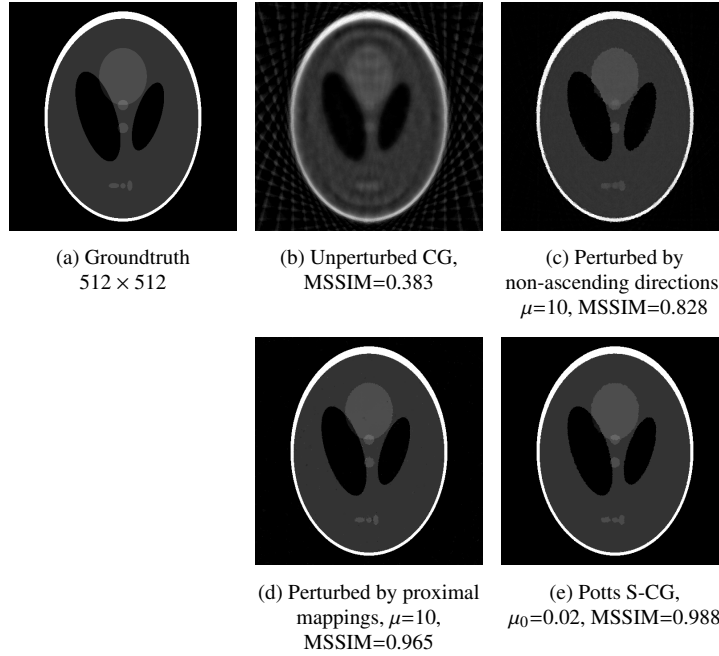 (a) Groundtruth
512 × 512
(b) Unperturbed CG,
MSSIM=0.383
(c) Perturbed by
non-ascending directions
μ=10, MSSIM=0.828
(d) Perturbed by proximal
mappings, μ=10,
MSSIM=0.965
(e) Potts S-CG,
μ₀=0.02, MSSIM=0.988